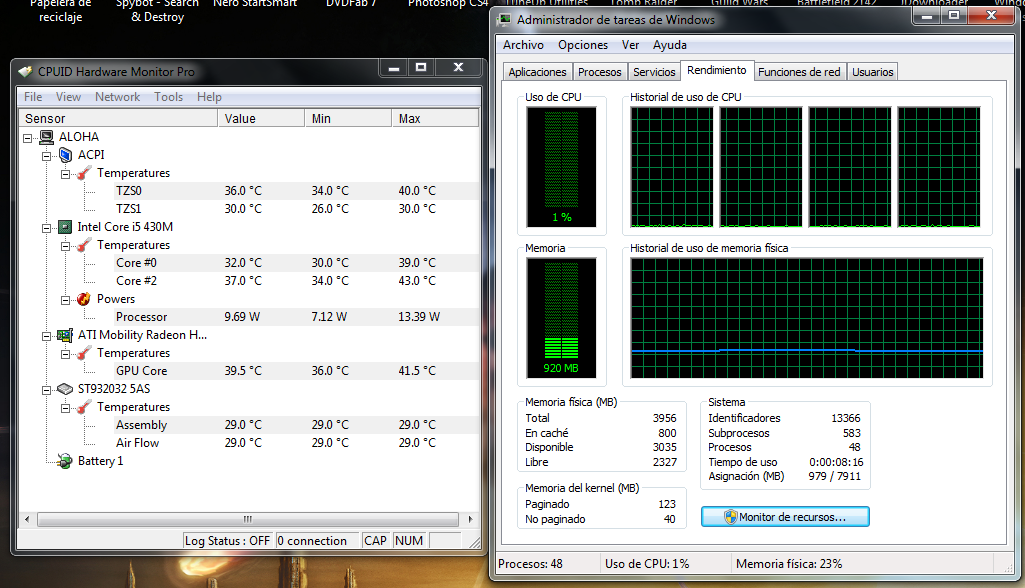 Papelera de reciclaje
Spybot - Search & Destroy
Nero StartSmart
DVDFab 7
Photoshop CS4
TuneUp Utilities
Tomb Raider
Guild Wars
Battlefield 2142
CPUID Hardware Monitor Pro
File View Network Tools Help
Sensor Value Min Max
ALOHA
ACPI
Temperatures
TZS0 36.0 °C 34.0 °C 40.0 °C
TZS1 30.0 °C 26.0 °C 30.0 °C
Intel Core i5 430M
Temperatures
Core #0 32.0 °C 30.0 °C 39.0 °C
Core #2 37.0 °C 34.0 °C 43.0 °C
Powers
Processor 9.69 W 7.12 W 13.39 W
ATI Mobility Radeon H...
Temperatures
GPU Core 39.5 °C 36.0 °C 41.5 °C
ST932032 5AS
Temperatures
Assembly 29.0 °C 29.0 °C 29.0 °C
Air Flow 29.0 °C 29.0 °C 29.0 °C
Battery 1
Log Status : OFF 0 connection CAP NUM
Administrador de tareas de Windows
Archivo Opciones Ver Ayuda
Aplicaciones Procesos Servicios Rendimiento Funciones de red Usuarios
Uso de CPU Historial de uso de CPU
1 %
Memoria Historial de uso de memoria física
920 MB
Memoria física (MB)
Total 3956
En caché 800
Disponible 3035
Libre 2327
Memoria del kernel (MB)
Paginado 123
No paginado 40
Sistema
Identificadores 13366
Subprocesos 583
Procesos 48
Tiempo de uso 0:00:08:16
Asignación (MB) 979 / 7911
Monitor de recursos...
Procesos: 48 Uso de CPU: 1% Memoria física: 23%